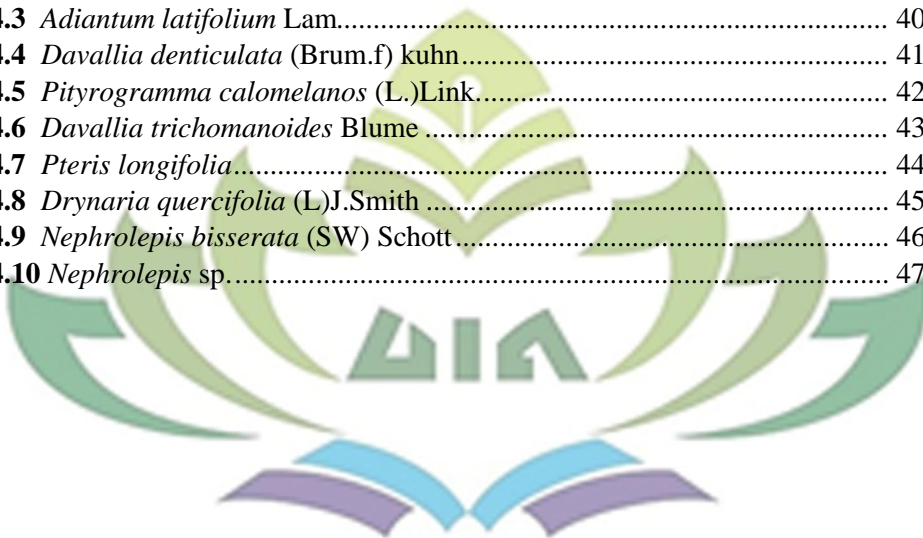 4.3 Adiantum latifolium Lam.................................................................................. 40
4.4 Davallia denticulata (Brum.f) kuhn................................................................ 41
4.5 Pityrogramma calomelanos (L.)Link.............................................................. 42
4.6 Davallia trichomanoides Blume ..................................................................... 43
4.7 Pteris longifolia.................................................................................................. 44
4.8 Drynaria quercifolia (L)J.Smith ..................................................................... 45
4.9 Nephrolepis bisserata (SW) Schott................................................................. 46
4.10 Nephrolepis sp.................................................................................................. 47
UIN